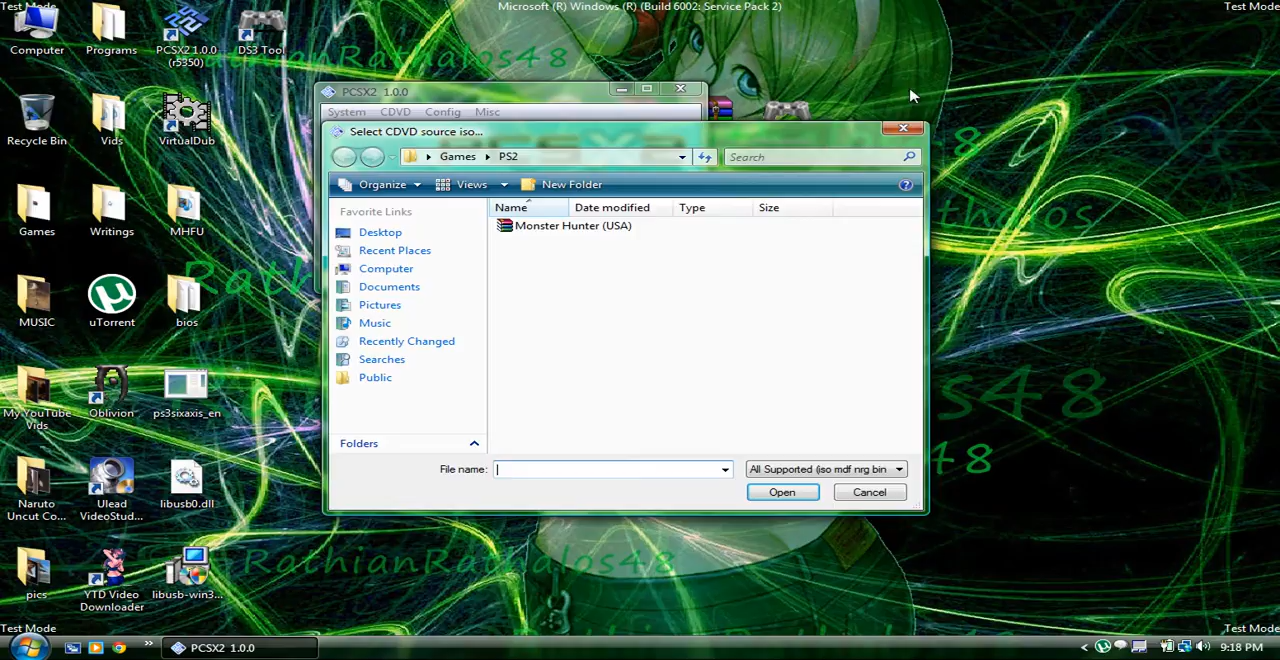 Test Mode
Microsoft (R) Windows (R) (Build 6002: Service Pack 2)
Test Mode
Computer
Programs
PCSX2 1.0.0
(r5350)
DS3 Tool
Recycle Bin
Vids
VirtualDub
Games
Writings
MHFU
MUSIC
uTorrent
bios
My YouTube
Vids
Oblivion
ps3sixaxis_en
Naruto
Uncut Co...
Ulead
VideoStud...
libusb0.dll
pics
YTD Video
Downloader
libusb-win3...
PCSX2 1.0.0
System CDVD Config Misc
Select CDVD source iso...
Games PS2
Search
Organize Views New Folder
Favorite Links
Name Date modified Type Size
Monster Hunter (USA)
Desktop
Recent Places
Computer
Documents
Pictures
Music
Recently Changed
Searches
Public
Folders
File name:
All Supported (iso mdf nrg bin
Open Cancel
RathianRathalos48
Test Mode
Test Mode
PCSX2 1.0.0
9:18 PM